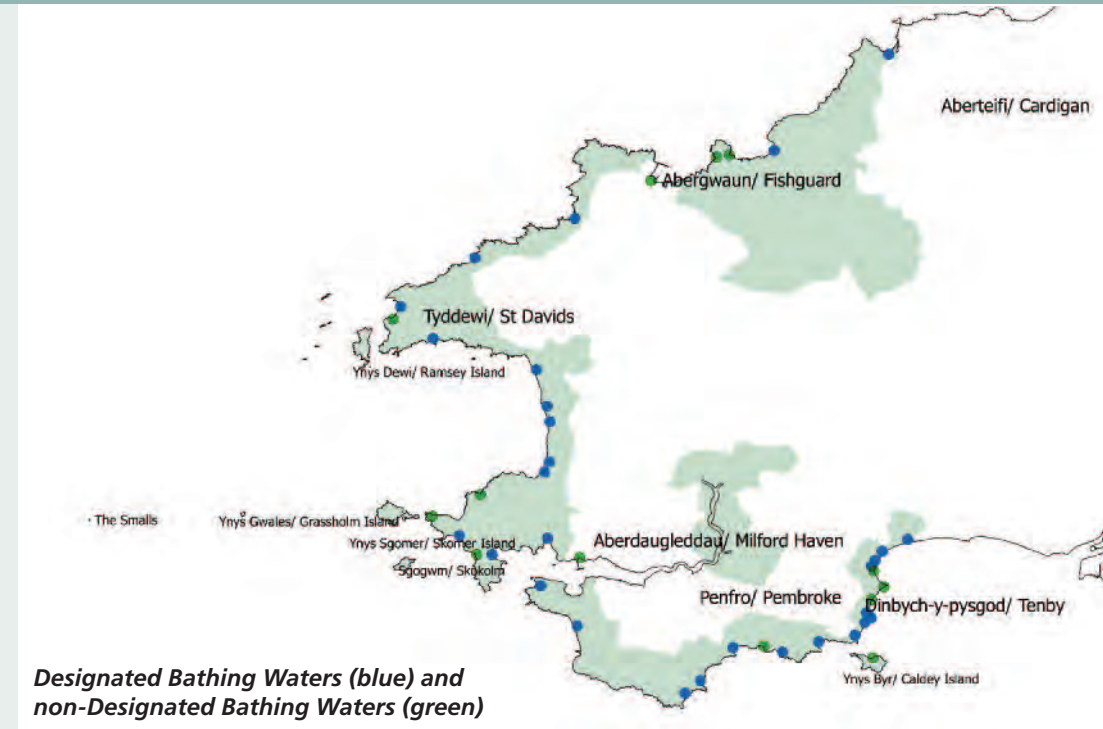 Aberteifi/ Cardigan
Abergwaun/ Fishguard
Tyddewi/ St Davids
Ynys Dewi/ Ramsey Island
The Smalls
Ynys Gwales/ Grassholm Island
Ynys Sgomer/ Skomer Island
Aberdaugleddau/ Milford Haven
Sgogwm/ Skokolm
Penfro/ Pembroke
Dinbych-y-pysgod/ Tenby
Ynys Byr/ Caldey Island
Designated Bathing Waters (blue) and
non-Designated Bathing Waters (green)